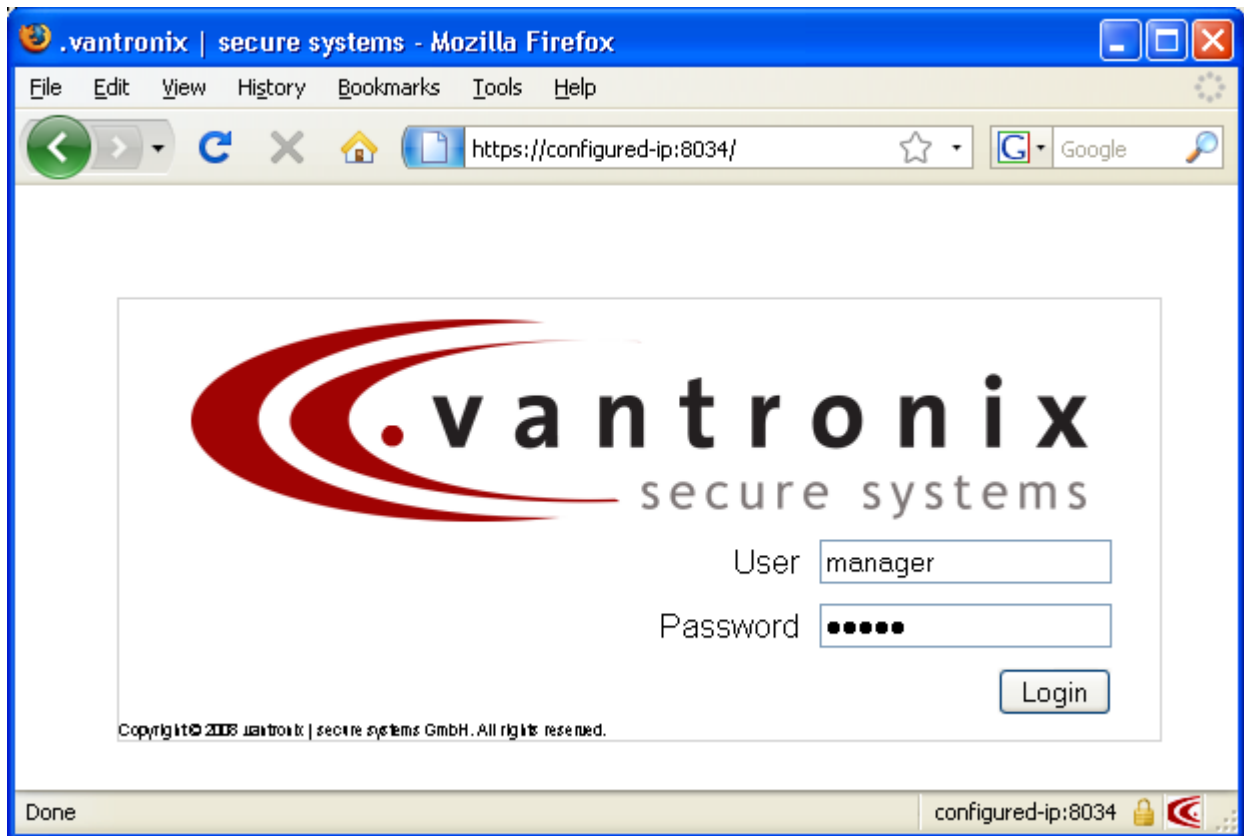 .vantronix | secure systems - Mozilla Firefox
File Edit View History Bookmarks Tools Help
https://configured-ip:8034/ G Google
.vantronix
secure systems
User manager
Password •••••
Login
Copyright © 2008 .vantronix | secure systems GmbH. All rights reserved.
Done configured-ip:8034